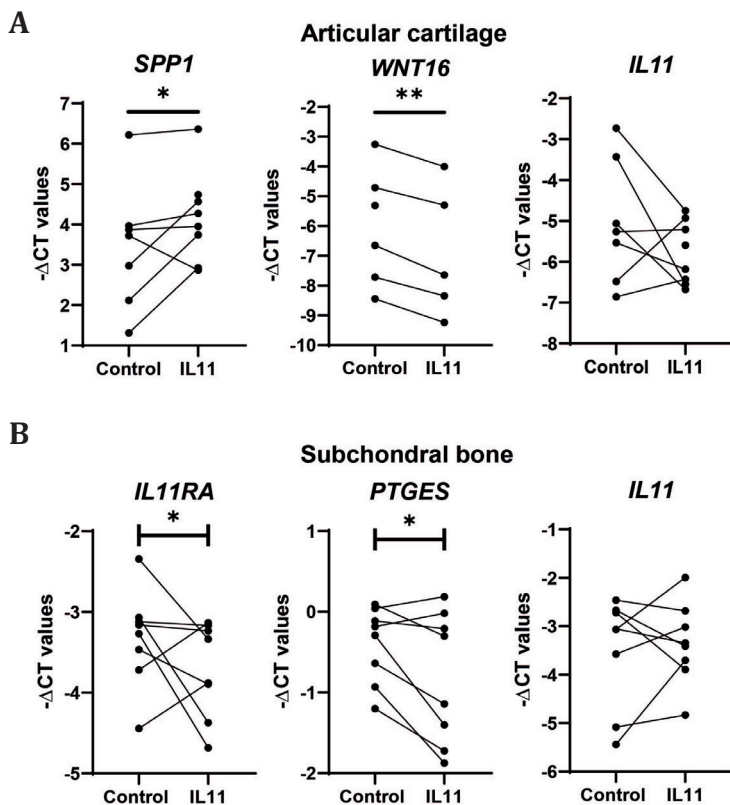 A
Articular cartilage
SPP1
WNT16
IL11
*
**
-ΔCT values
7
6
5
4
3
2
1
Control IL11
-ΔCT values
-2
-3
-4
-5
-6
-7
-8
-9
-10
Control IL11
-ΔCT values
-2
-3
-4
-5
-6
-7
-8
Control IL11
B
Subchondral bone
IL11RA
PTGES
IL11
*
*
-ΔCT values
-2
-3
-4
-5
Control IL11
-ΔCT values
1
0
-1
-2
Control IL11
-ΔCT values
-1
-2
-3
-4
-5
-6
Control IL11